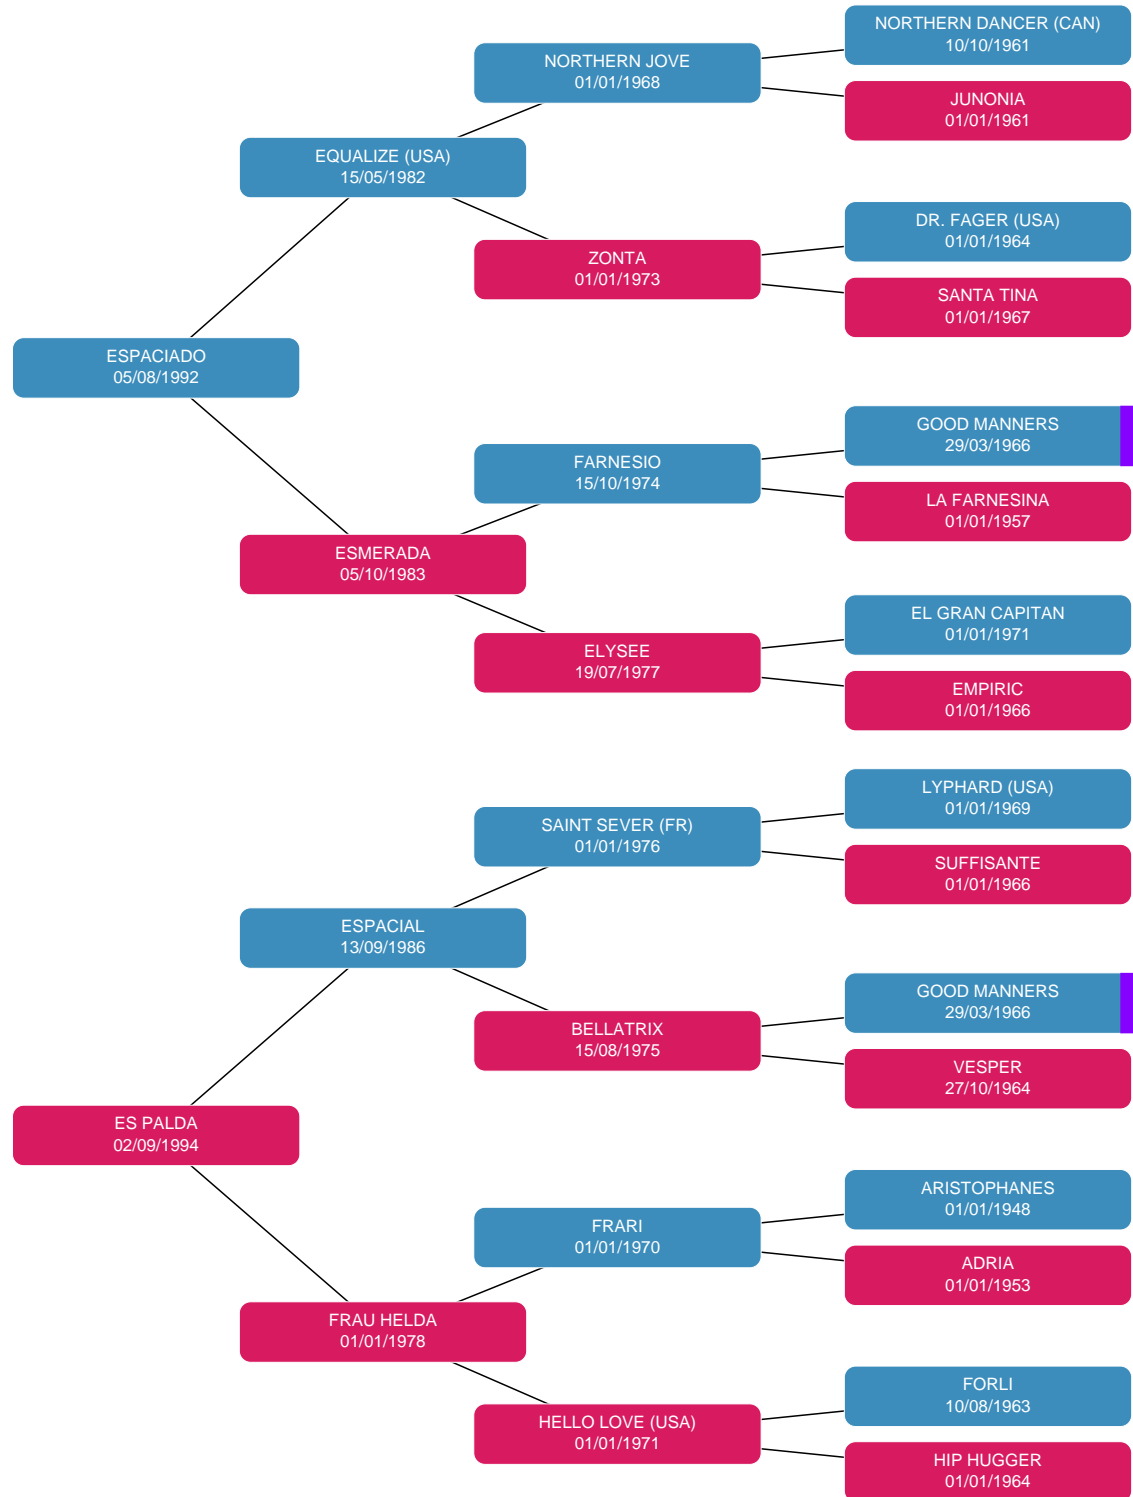 NORTHERN DANCER (CAN)
10/10/1961
NORTHERN JOVE
01/01/1968
JUNONIA
01/01/1961
EQUALIZE (USA)
15/05/1982
DR. FAGER (USA)
01/01/1964
ZONTA
01/01/1973
SANTA TINA
01/01/1967
ESPACIADO
05/08/1992
GOOD MANNERS
29/03/1966
FARNESIO
15/10/1974
LA FARNESINA
01/01/1957
ESMERADA
05/10/1983
EL GRAN CAPITAN
01/01/1971
ELYSEE
19/07/1977
EMPIRIC
01/01/1966
LYPHARD (USA)
01/01/1969
SAINT SEVER (FR)
01/01/1976
SUFFISANTE
01/01/1966
ESPACIAL
13/09/1986
GOOD MANNERS
29/03/1966
BELLATRIX
15/08/1975
VESPER
27/10/1964
ES PALDA
02/09/1994
ARISTOPHANES
01/01/1948
FRARI
01/01/1970
ADRIA
01/01/1953
FRAU HELDA
01/01/1978
FORLI
10/08/1963
HELLO LOVE (USA)
01/01/1971
HIP HUGGER
01/01/1964